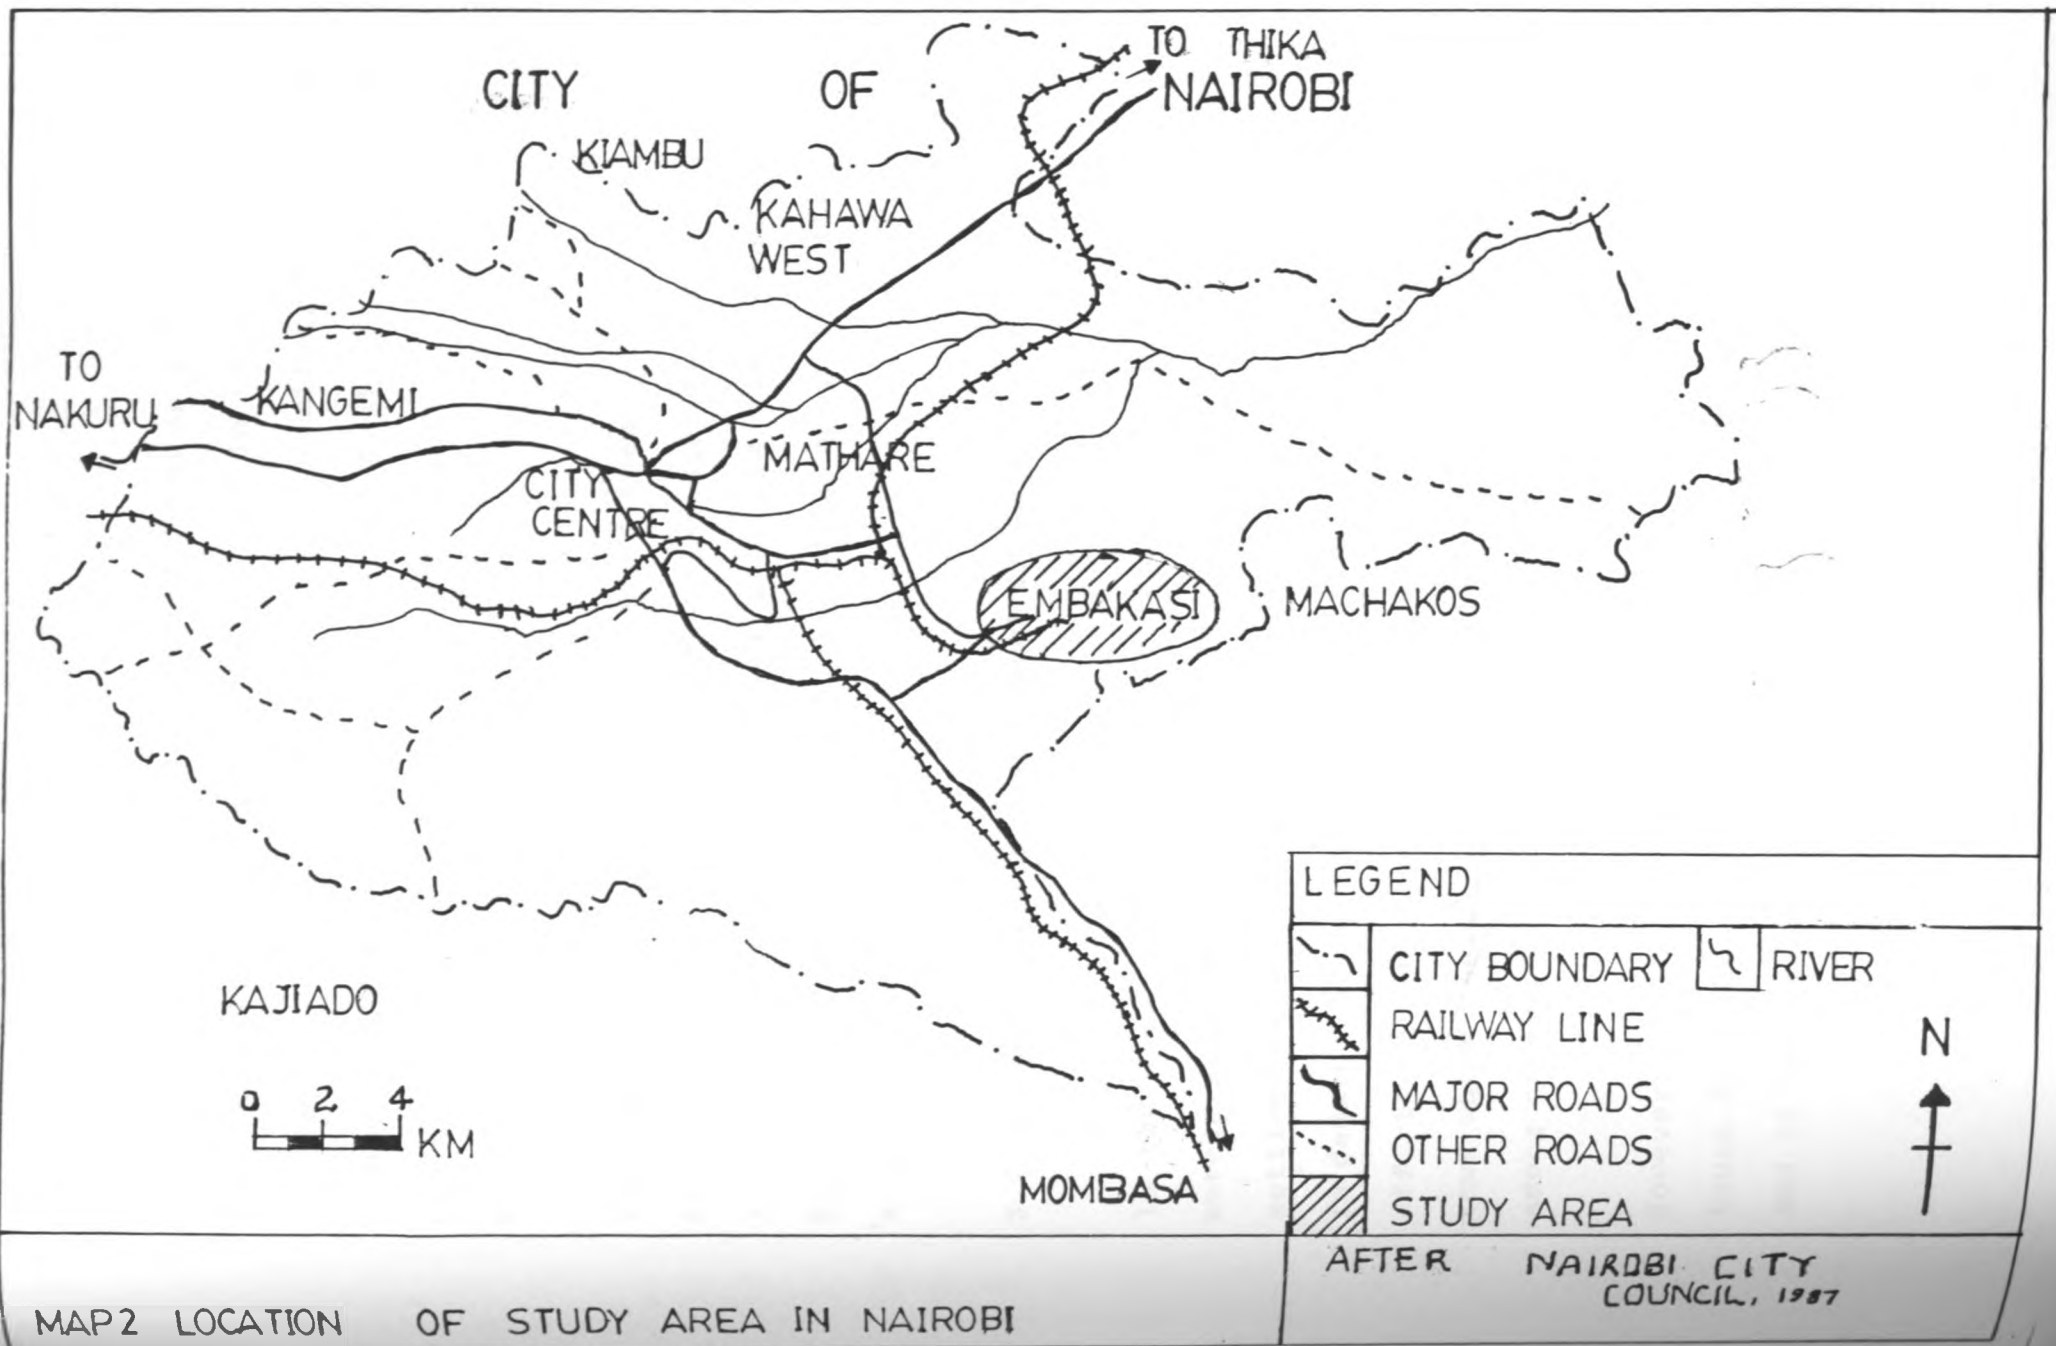 TO THIKA
CITY OF NAIROBI
KIAMBU
KAHAWA
WEST
TO
NAKURU
KANGEMI
MATHARE
CITY
CENTRE
EMBAKASI
MACHAKOS
KAJIADO
0 2 4
KM
MOMBASA
LEGEND
CITY BOUNDARY RIVER
RAILWAY LINE
MAJOR ROADS
OTHER ROADS
STUDY AREA
N
AFTER NAIROBI CITY
COUNCIL, 1987
MAP 2 LOCATION OF STUDY AREA IN NAIROBI